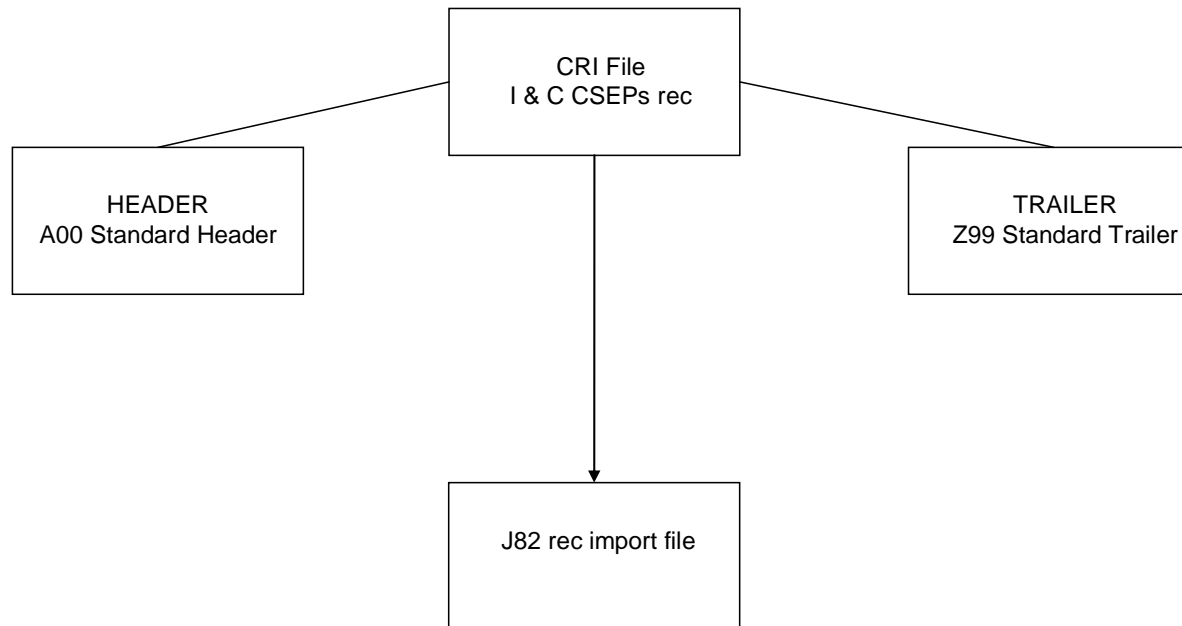 CRI File
I & C CSEPs rec
HEADER
A00 Standard Header
TRAILER
Z99 Standard Trailer
J82 rec import file